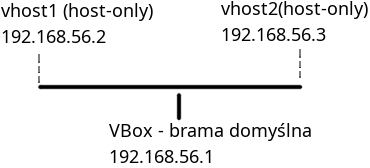 vhost1 (host-only)
192.168.56.2
vhost2(host-only)
192.168.56.3
VBox - brama domyślna
192.168.56.1